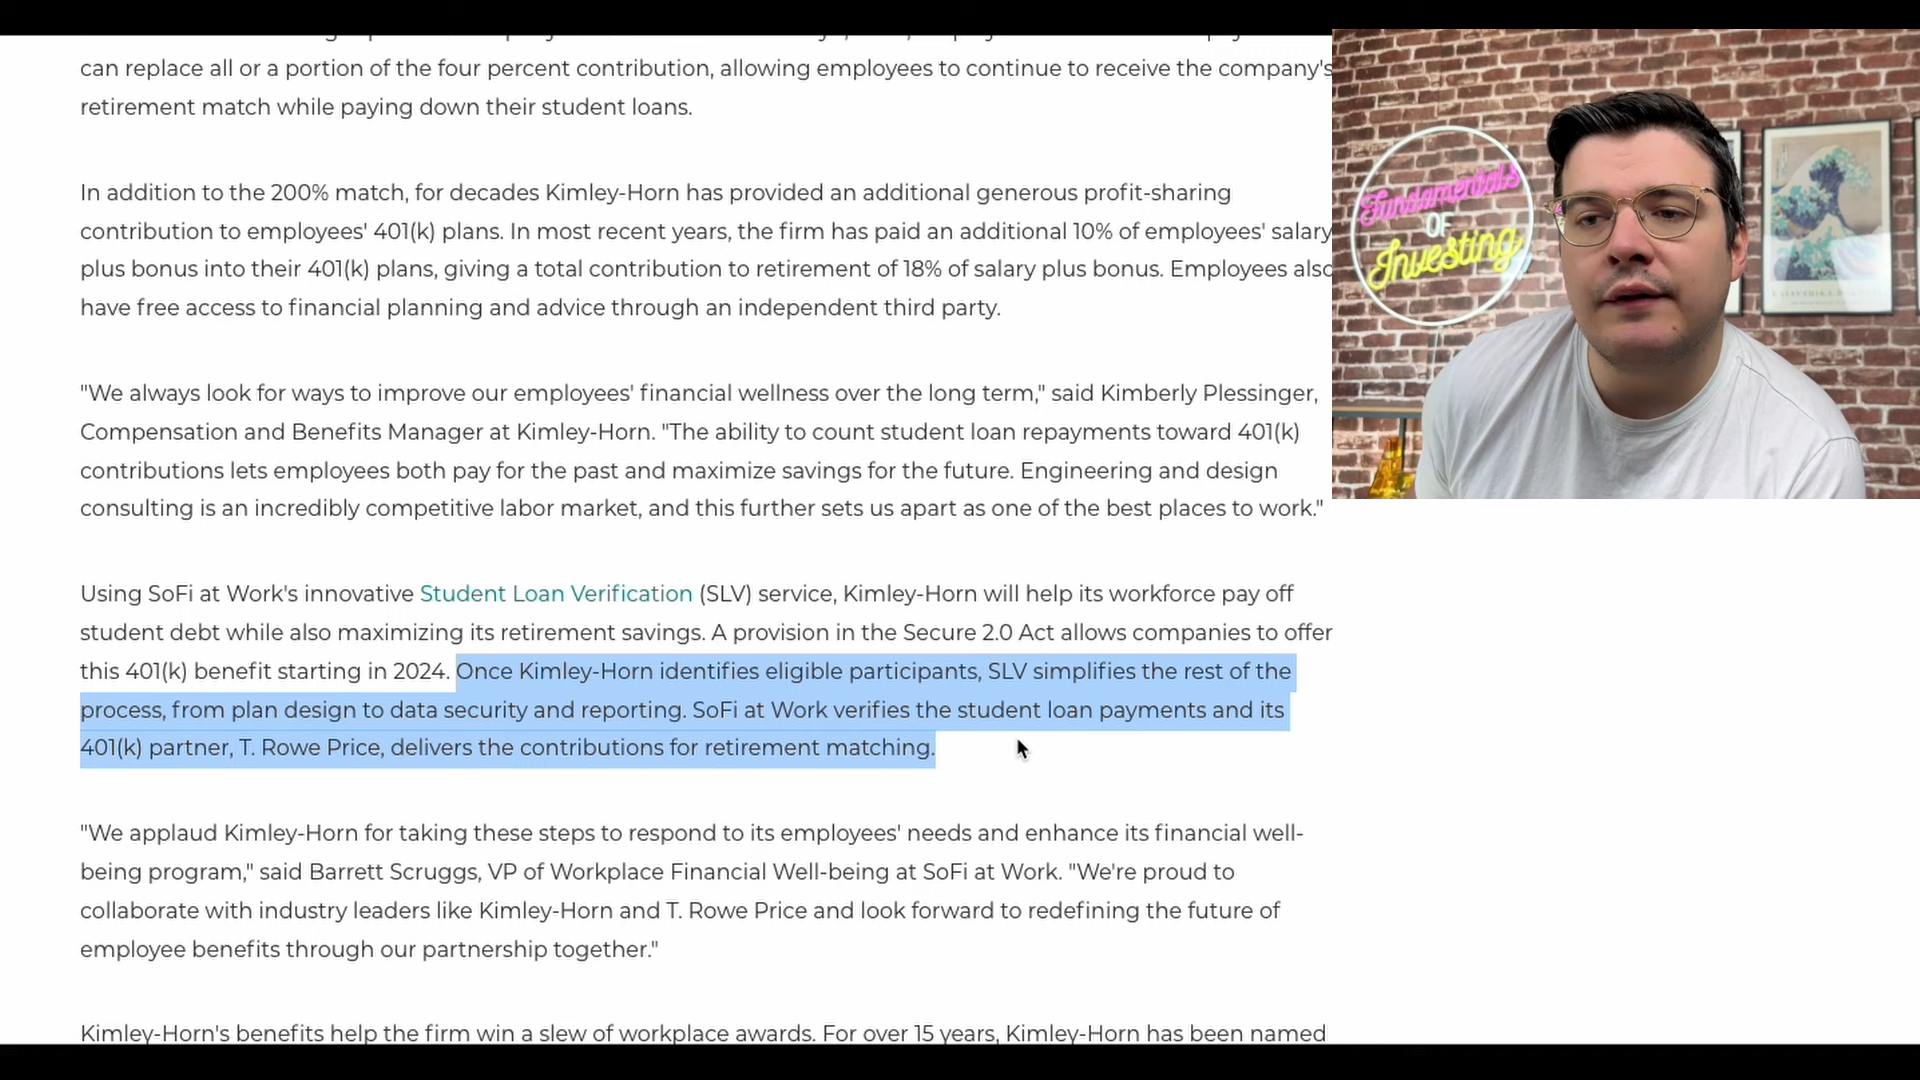 can replace all or a portion of the four percent contribution, allowing employees to continue to receive the company's
retirement match while paying down their student loans.
In addition to the 200% match, for decades Kimley-Horn has provided an additional generous profit-sharing
contribution to employees' 401(k) plans. In most recent years, the firm has paid an additional 10% of employees' salary
plus bonus into their 401(k) plans, giving a total contribution to retirement of 18% of salary plus bonus. Employees also
have free access to financial planning and advice through an independent third party.
"We always look for ways to improve our employees' financial wellness over the long term," said Kimberly Plessinger,
Compensation and Benefits Manager at Kimley-Horn. "The ability to count student loan repayments toward 401(k)
contributions lets employees both pay for the past and maximize savings for the future. Engineering and design
consulting is an incredibly competitive labor market, and this further sets us apart as one of the best places to work."
Using SoFi at Work's innovative Student Loan Verification (SLV) service, Kimley-Horn will help its workforce pay off
student debt while also maximizing its retirement savings. A provision in the Secure 2.0 Act allows companies to offer
this 401(k) benefit starting in 2024. Once Kimley-Horn identifies eligible participants, SLV simplifies the rest of the
process, from plan design to data security and reporting. SoFi at Work verifies the student loan payments and its
401(k) partner, T. Rowe Price, delivers the contributions for retirement matching.
"We applaud Kimley-Horn for taking these steps to respond to its employees' needs and enhance its financial well-
being program," said Barrett Scruggs, VP of Workplace Financial Well-being at SoFi at Work. "We're proud to
collaborate with industry leaders like Kimley-Horn and T. Rowe Price and look forward to redefining the future of
employee benefits through our partnership together."
Kimley-Horn's benefits help the firm win a slew of workplace awards. For over 15 years, Kimley-Horn has been named
Fundamentals
OF
Investing